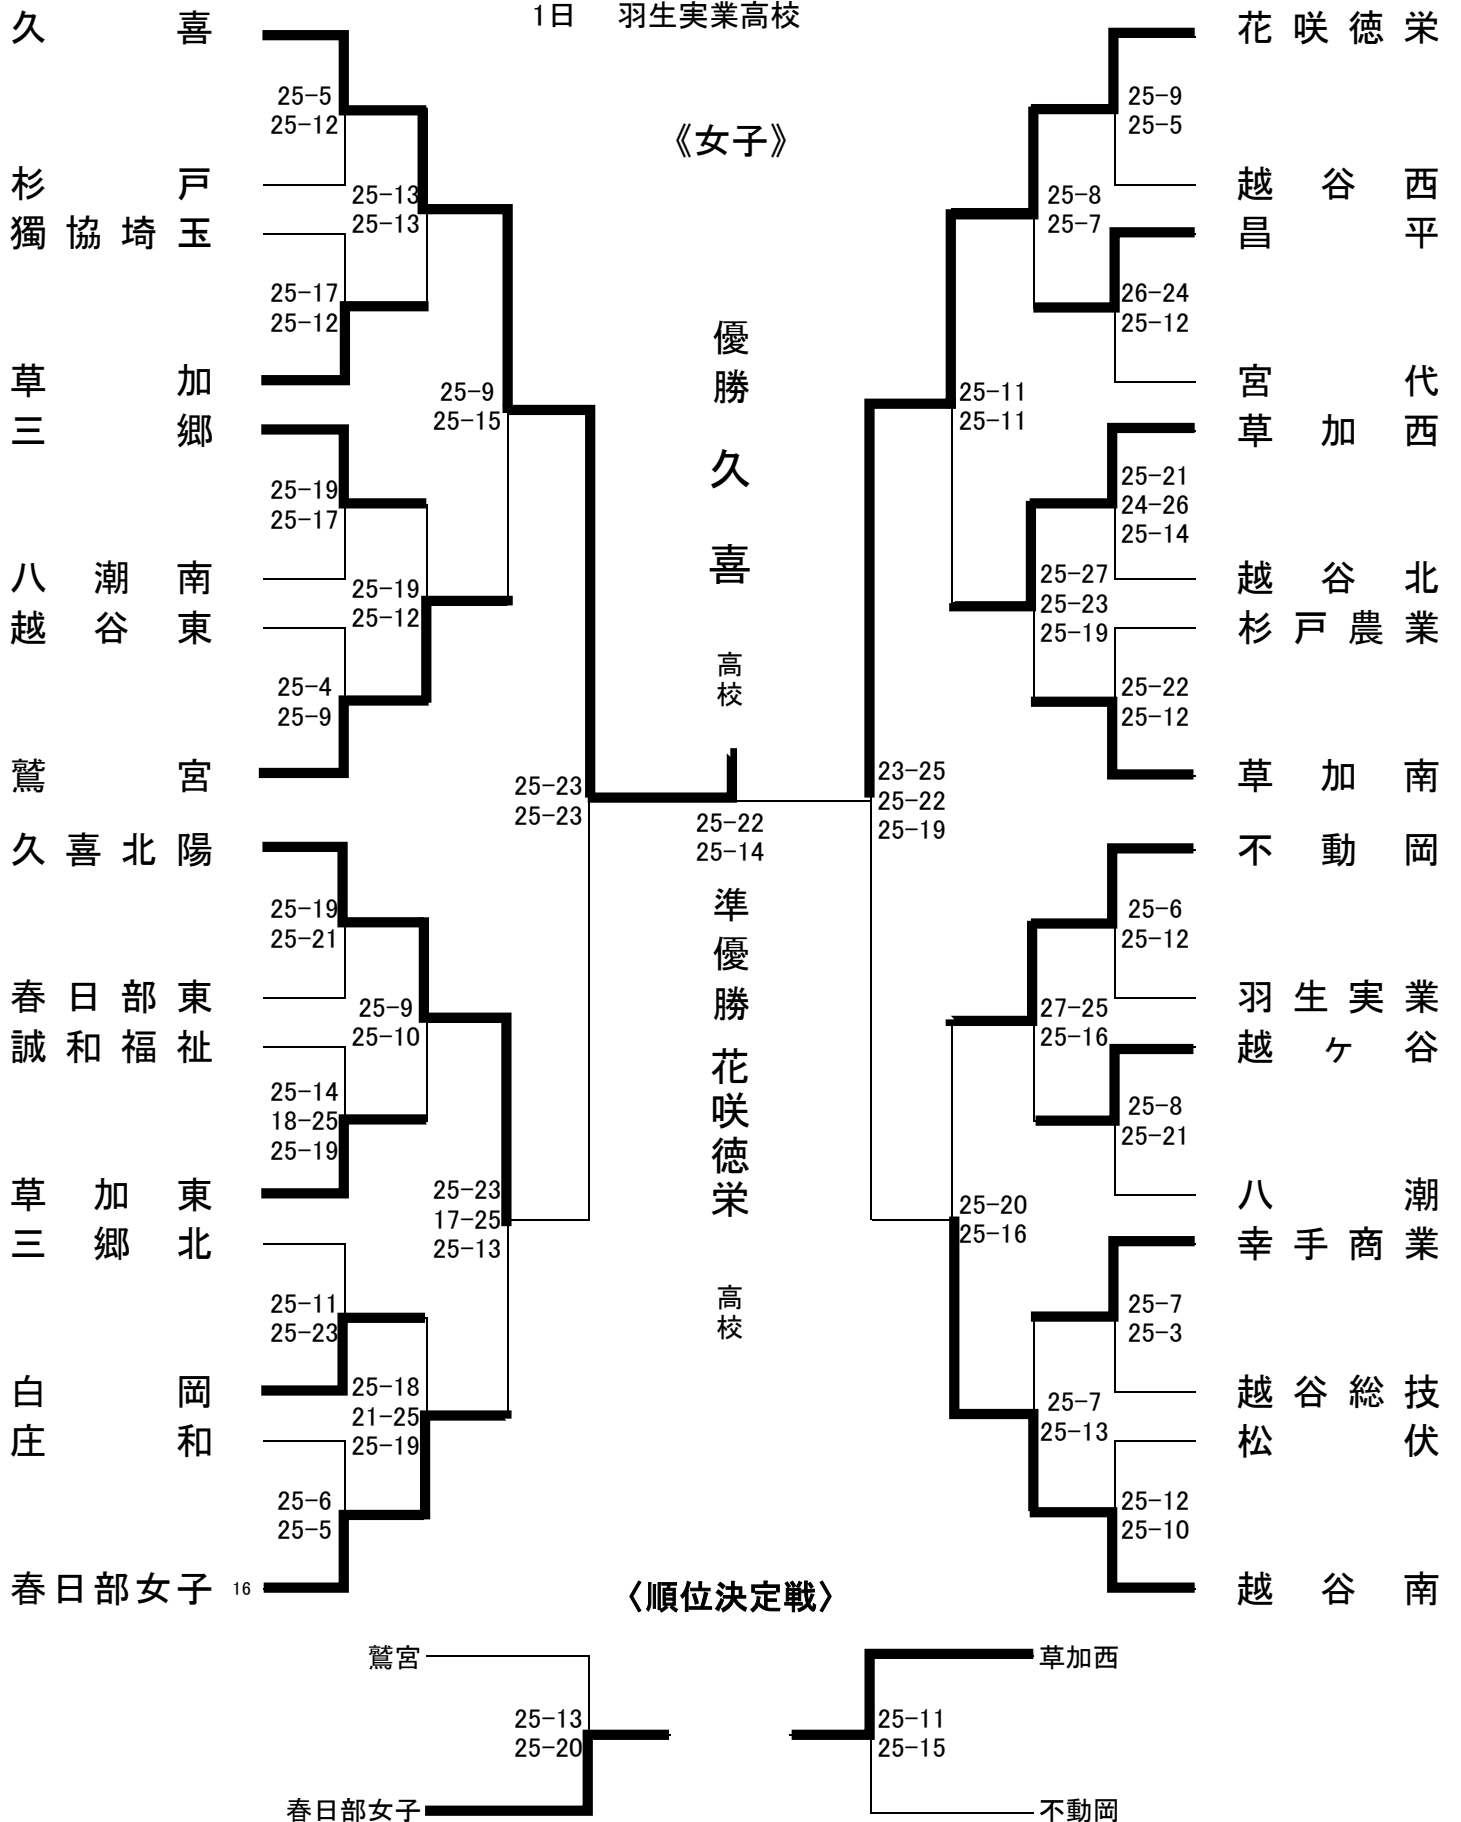 1日 羽生実業高校
《女子》
久喜
25-5
25-12
杉戸
25-13
25-13
獨協埼玉
25-17
25-12
草加
25-9
25-15
三郷
25-19
25-17
八潮南
25-19
25-12
越谷東
25-4
25-9
鷲宮
25-23
25-23
久喜北陽
25-19
25-21
春日部東
25-9
25-10
誠和福祉
25-14
18-25
25-19
草加東
25-23
17-25
25-13
三郷北
25-11
25-23
白岡
25-18
21-25
25-19
庄和
25-6
25-5
春日部女子 16
優勝
久喜
高校
25-22
25-14
準優勝
花咲徳栄
高校
花咲徳栄
25-9
25-5
越谷西
25-8
25-7
昌平
26-24
25-12
宮代
25-11
25-11
草加西
25-21
24-26
25-14
越谷北
25-27
25-23
25-19
杉戸農業
25-22
25-12
草加南
23-25
25-22
25-19
不動岡
25-6
25-12
羽生実業
27-25
25-16
越ヶ谷
25-8
25-21
八潮
25-20
25-16
幸手商業
25-7
25-3
越谷総技
25-7
25-13
松伏
25-12
25-10
越谷南
〈順位決定戦〉
鷲宮
25-13
25-20
春日部女子
草加西
25-11
25-15
不動岡